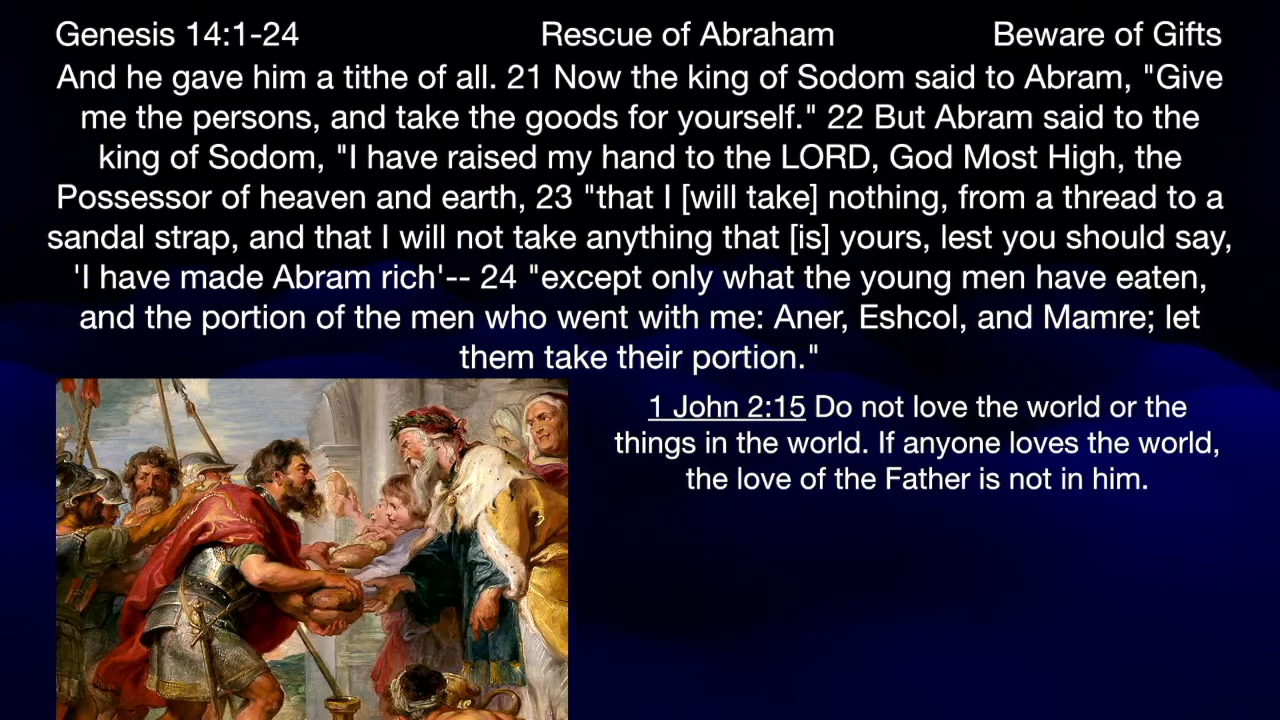 Genesis 14:1-24 Rescue of Abraham Beware of Gifts
And he gave him a tithe of all. 21 Now the king of Sodom said to Abram, "Give
me the persons, and take the goods for yourself." 22 But Abram said to the
king of Sodom, "I have raised my hand to the LORD, God Most High, the
Possessor of heaven and earth, 23 "that I [will take] nothing, from a thread to a
sandal strap, and that I will not take anything that [is] yours, lest you should say,
'I have made Abram rich'-- 24 "except only what the young men have eaten,
and the portion of the men who went with me: Aner, Eshcol, and Mamre; let
them take their portion."
1 John 2:15 Do not love the world or the
things in the world. If anyone loves the world,
the love of the Father is not in him.